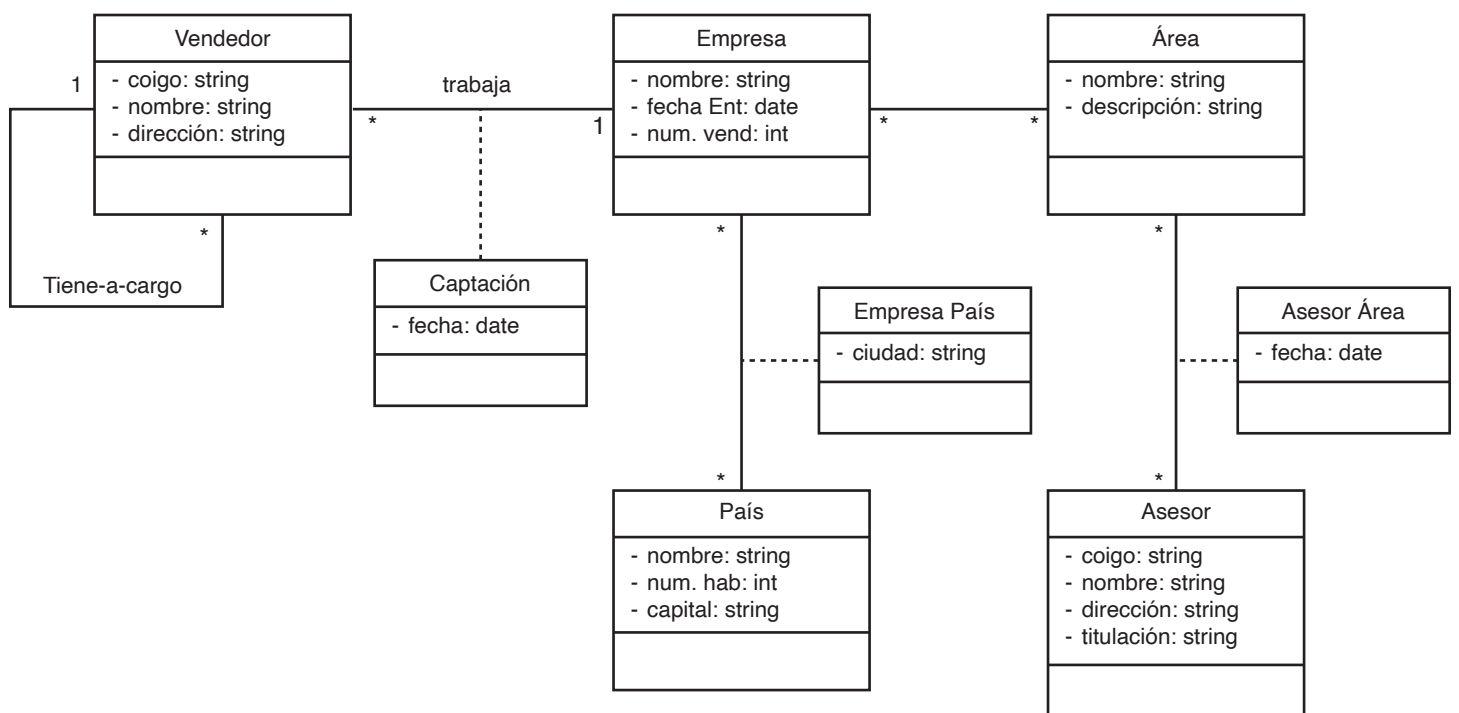 Vendedor
- coigo: string
- nombre: string
- dirección: string
1
*
Tiene-a-cargo
trabaja
*
1
Captación
- fecha: date
Empresa
- nombre: string
- fecha Ent: date
- num. vend: int
*
*
Área
- nombre: string
- descripción: string
*
*
Empresa País
- ciudad: string
Asesor Área
- fecha: date
*
*
País
- nombre: string
- num. hab: int
- capital: string
Asesor
- coigo: string
- nombre: string
- dirección: string
- titulación: string